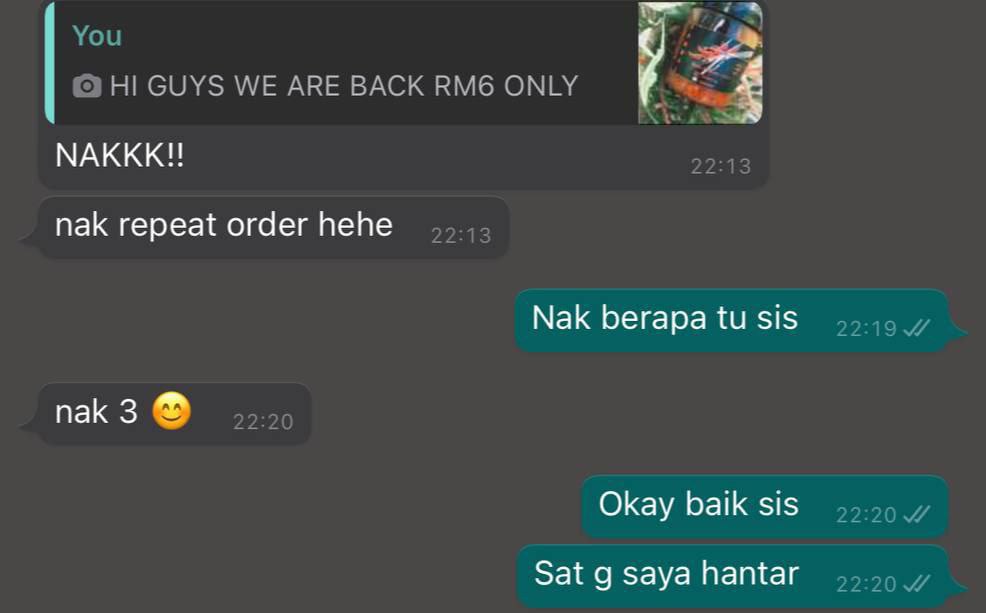 You
HI GUYS WE ARE BACK RM6 ONLY
NAKKK!!
22:13
nak repeat order hehe
22:13
Nak berapa tu sis
22:19
nak 3 😊
22:20
Okay baik sis
22:20
Sat g saya hantar
22:20